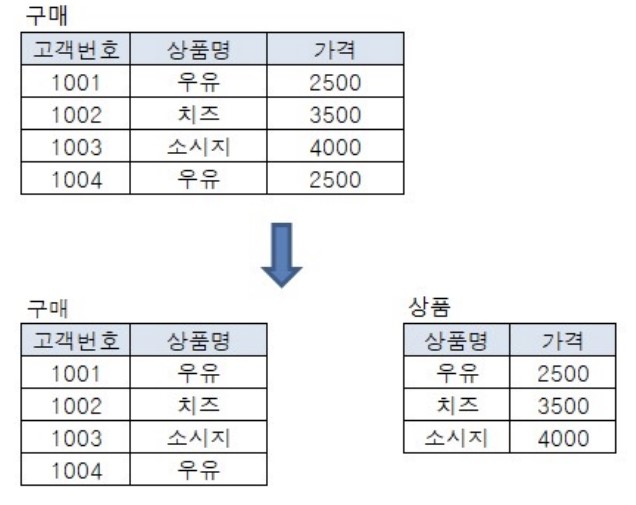 구매
고객번호 상품명 가격
1001 우유 2500
1002 치즈 3500
1003 소시지 4000
1004 우유 2500
구매
고객번호 상품명
1001 우유
1002 치즈
1003 소시지
1004 우유
상품
상품명 가격
우유 2500
치즈 3500
소시지 4000